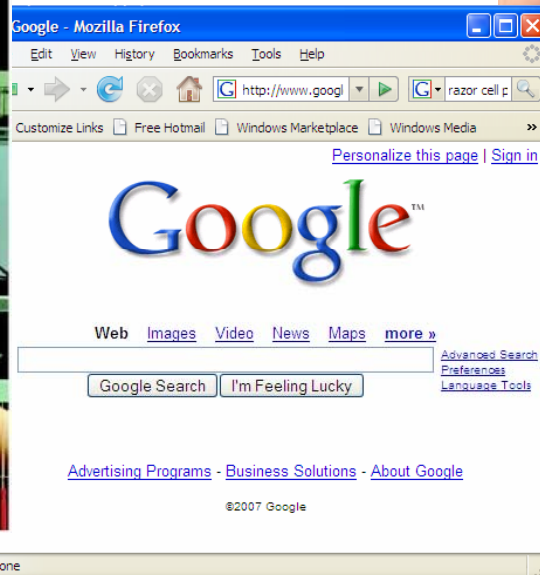 Google - Mozilla Firefox
Edit View History Bookmarks Tools Help
G http://www.googl G razor cell p
Customize Links Free Hotmail Windows Marketplace Windows Media »
Personalize this page | Sign in
Google™
Web Images Video News Maps more »
Advanced Search
Preferences
Language Tools
Google Search I'm Feeling Lucky
Advertising Programs - Business Solutions - About Google
©2007 Google
one